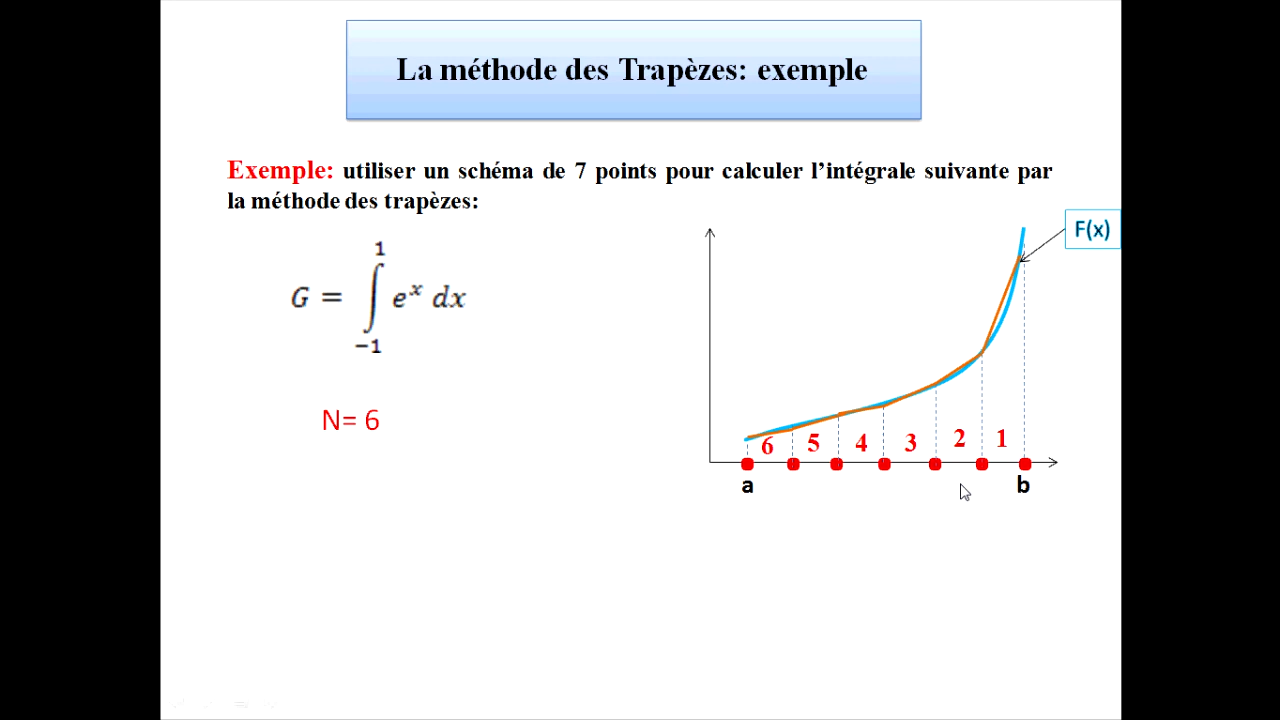 La méthode des Trapèzes: exemple
Exemple: utiliser un schéma de 7 points pour calculer l’intégrale suivante par
la méthode des trapèzes:
F(x)
1
G = ∫ eˣ dx
−1
N= 6
6 5 4 3 2 1
a b